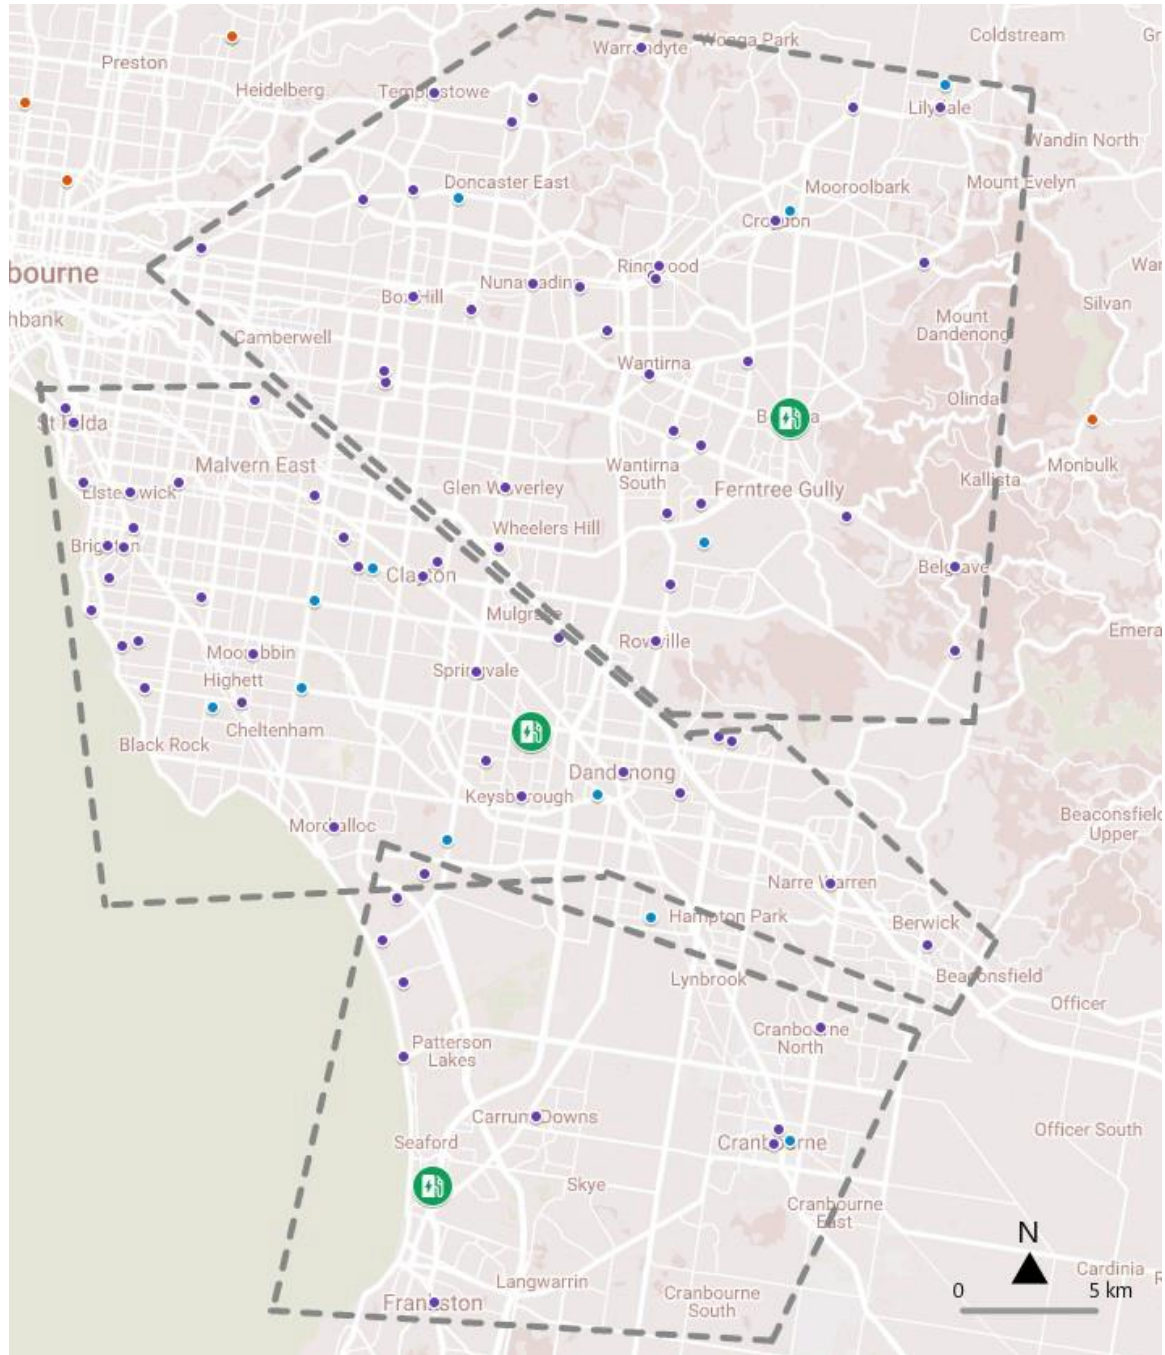 Coldstream
Gr
Warrandyte
Wonga Park
Preston
Heidelberg
Templestowe
Lilydale
Wandin North
Doncaster East
Mooroolbark
Mount Evelyn
Croydon
bourne
Ringwood
Nunawading
War
Box Hill
Silvan
hbank
Mount
Dandenong
Camberwell
Wantirna
Olinda
St Kilda
Malvern East
Wantirna
South
Monbulk
Kallista
Elsternwick
Glen Waverley
Ferntree Gully
Wheelers Hill
Brighton
Clayton
Belgrave
Mulgrave
Emera
Moorabbin
Rowville
Springvale
Highett
Cheltenham
Black Rock
Dandenong
Keysborough
Beaconsfield
Upper
Mordialloc
Narre Warren
Hampton Park
Berwick
Lynbrook
Beaconsfield
Officer
Cranbourne
North
Patterson
Lakes
Carrum Downs
Officer South
Seaford
Cranbourne
Skye
Cranbourne
East
N
Cardinia
R
Langwarrin
0
5 km
Frankston
Cranbourne
South